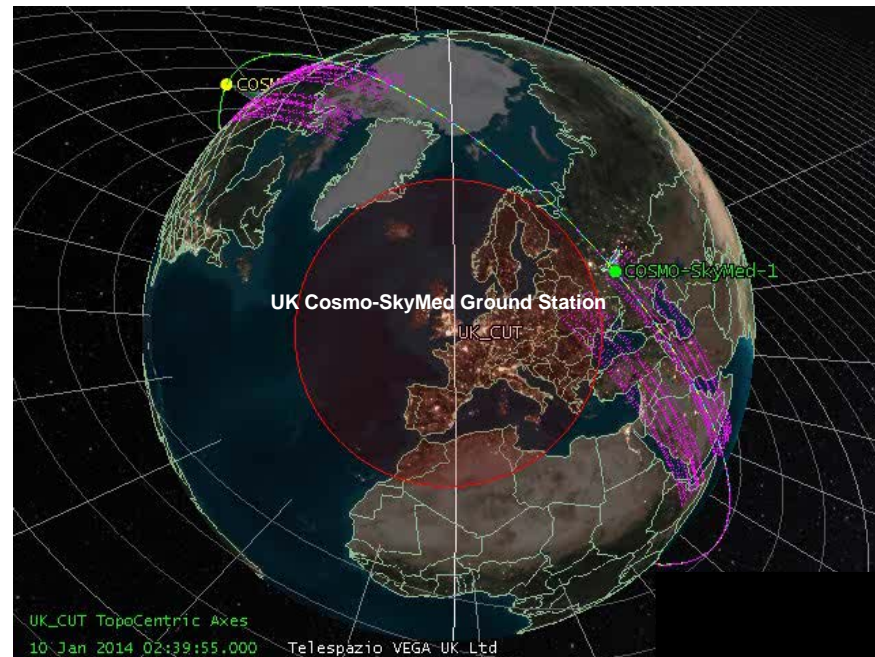 COSM
COSMO-SkyMed-1
UK Cosmo-SkyMed Ground Station
UK_CUT
UK_CUT TopoCentric Axes
10 Jan 2014 02:39:55.000 Telespazio VEGA UK Ltd